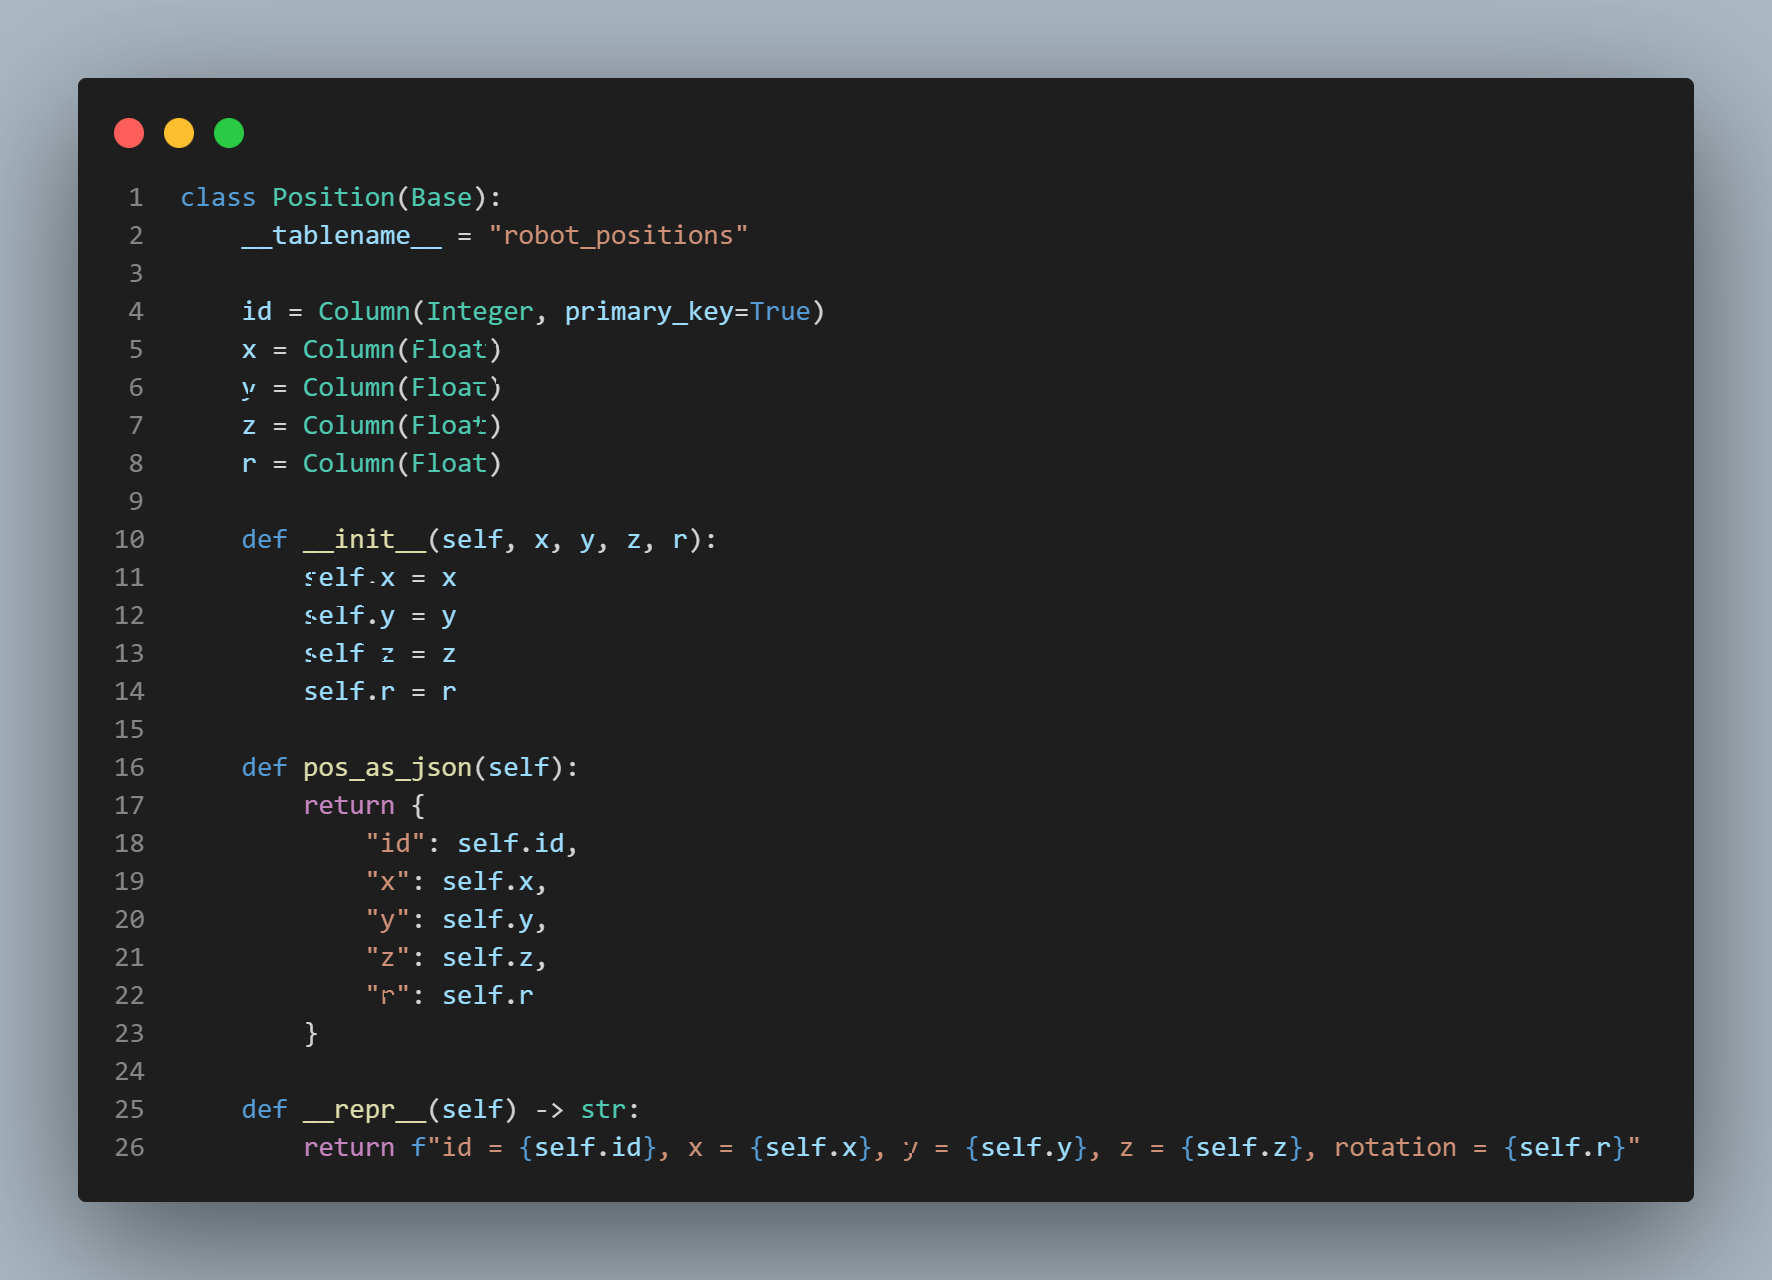 1 class Position(Base):
2     __tablename__ = "robot_positions"
3
4     id = Column(Integer, primary_key=True)
5     x = Column(Float)
6     y = Column(Float)
7     z = Column(Float)
8     r = Column(Float)
9
10     def __init__(self, x, y, z, r):
11         self.x = x
12         self.y = y
13         self z = z
14         self.r = r
15
16     def pos_as_json(self):
17         return {
18             "id": self.id,
19             "x": self.x,
20             "y": self.y,
21             "z": self.z,
22             "r": self.r
23         }
24
25     def __repr__(self) -> str:
26         return f"id = {self.id}, x = {self.x}, y = {self.y}, z = {self.z}, rotation = {self.r}"